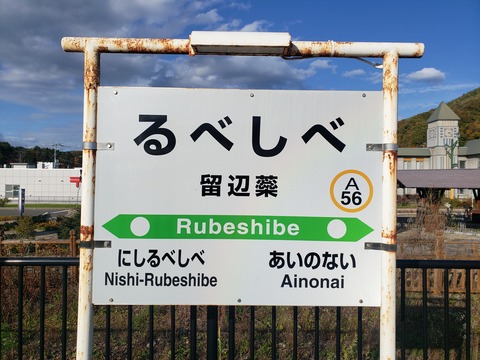 るべしべ
留辺蘂
A
56
Rubeshibe
にしるべしべ あいのない
Nishi-Rubeshibe Ainonai